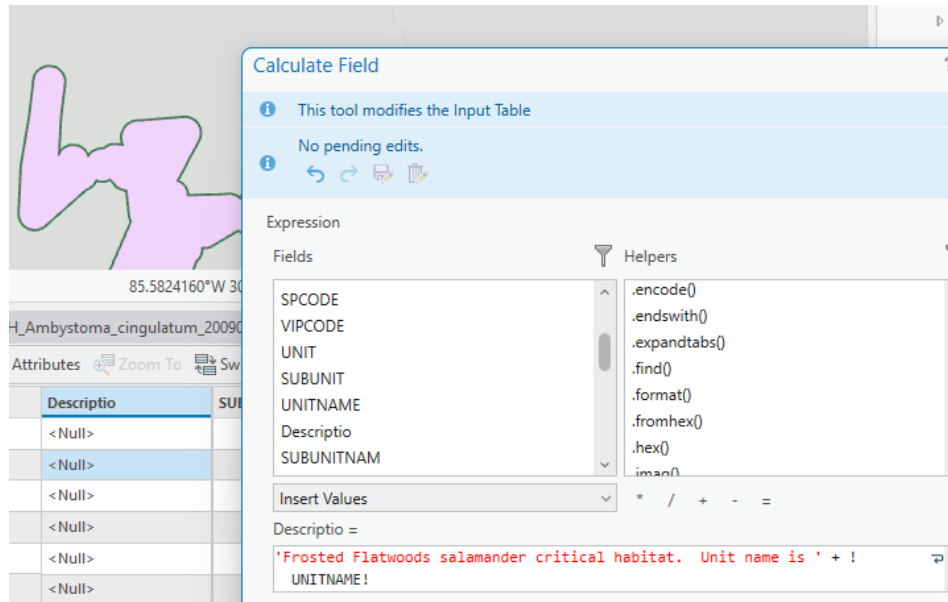 Calculate Field
This tool modifies the Input Table
No pending edits.
Expression
Fields
Helpers
SPCODE
VIPCODE
UNIT
SUBUNIT
UNITNAME
Descriptio
SUBUNITNAM
.encode()
.endswith()
.expandtabs()
.find()
.format()
.fromhex()
.hex()
.imag()
Insert Values
* / + - =
Descriptio =
'Frosted Flatwoods salamander critical habitat.  Unit name is ' + !
UNITNAME!
85.5824160°W 30
H_Ambystoma_cingulatum_20090
Attributes Zoom To Sw
Descriptio SUB
<Null>
<Null>
<Null>
<Null>
<Null>
<Null>